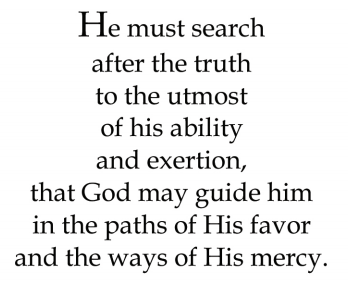 He must search
after the truth
to the utmost
of his ability
and exertion,
that God may guide him
in the paths of His favor
and the ways of His mercy.